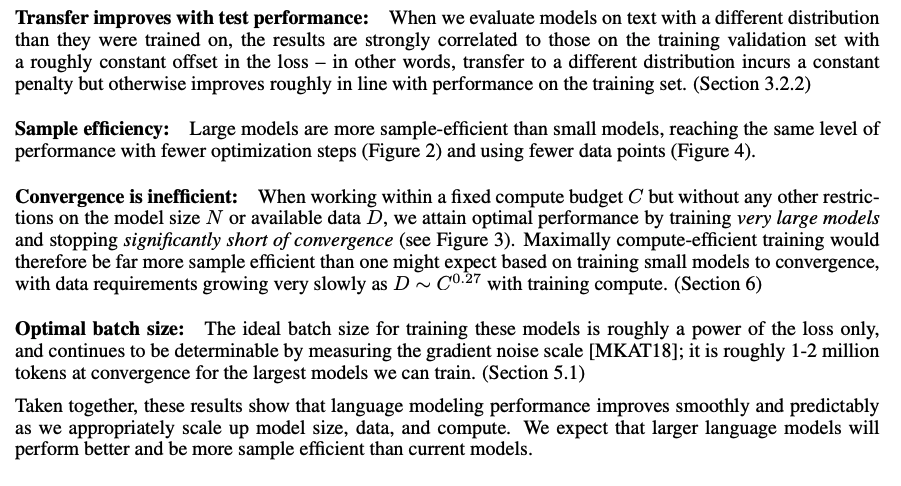 Transfer improves with test performance: When we evaluate models on text with a different distribution
than they were trained on, the results are strongly correlated to those on the training validation set with
a roughly constant offset in the loss – in other words, transfer to a different distribution incurs a constant
penalty but otherwise improves roughly in line with performance on the training set. (Section 3.2.2)
Sample efficiency: Large models are more sample-efficient than small models, reaching the same level of
performance with fewer optimization steps (Figure 2) and using fewer data points (Figure 4).
Convergence is inefficient: When working within a fixed compute budget C but without any other restric-
tions on the model size N or available data D, we attain optimal performance by training very large models
and stopping significantly short of convergence (see Figure 3). Maximally compute-efficient training would
therefore be far more sample efficient than one might expect based on training small models to convergence,
with data requirements growing very slowly as D ∼ C^0.27 with training compute. (Section 6)
Optimal batch size: The ideal batch size for training these models is roughly a power of the loss only,
and continues to be determinable by measuring the gradient noise scale [MKAT18]; it is roughly 1-2 million
tokens at convergence for the largest models we can train. (Section 5.1)
Taken together, these results show that language modeling performance improves smoothly and predictably
as we appropriately scale up model size, data, and compute. We expect that larger language models will
perform better and be more sample efficient than current models.